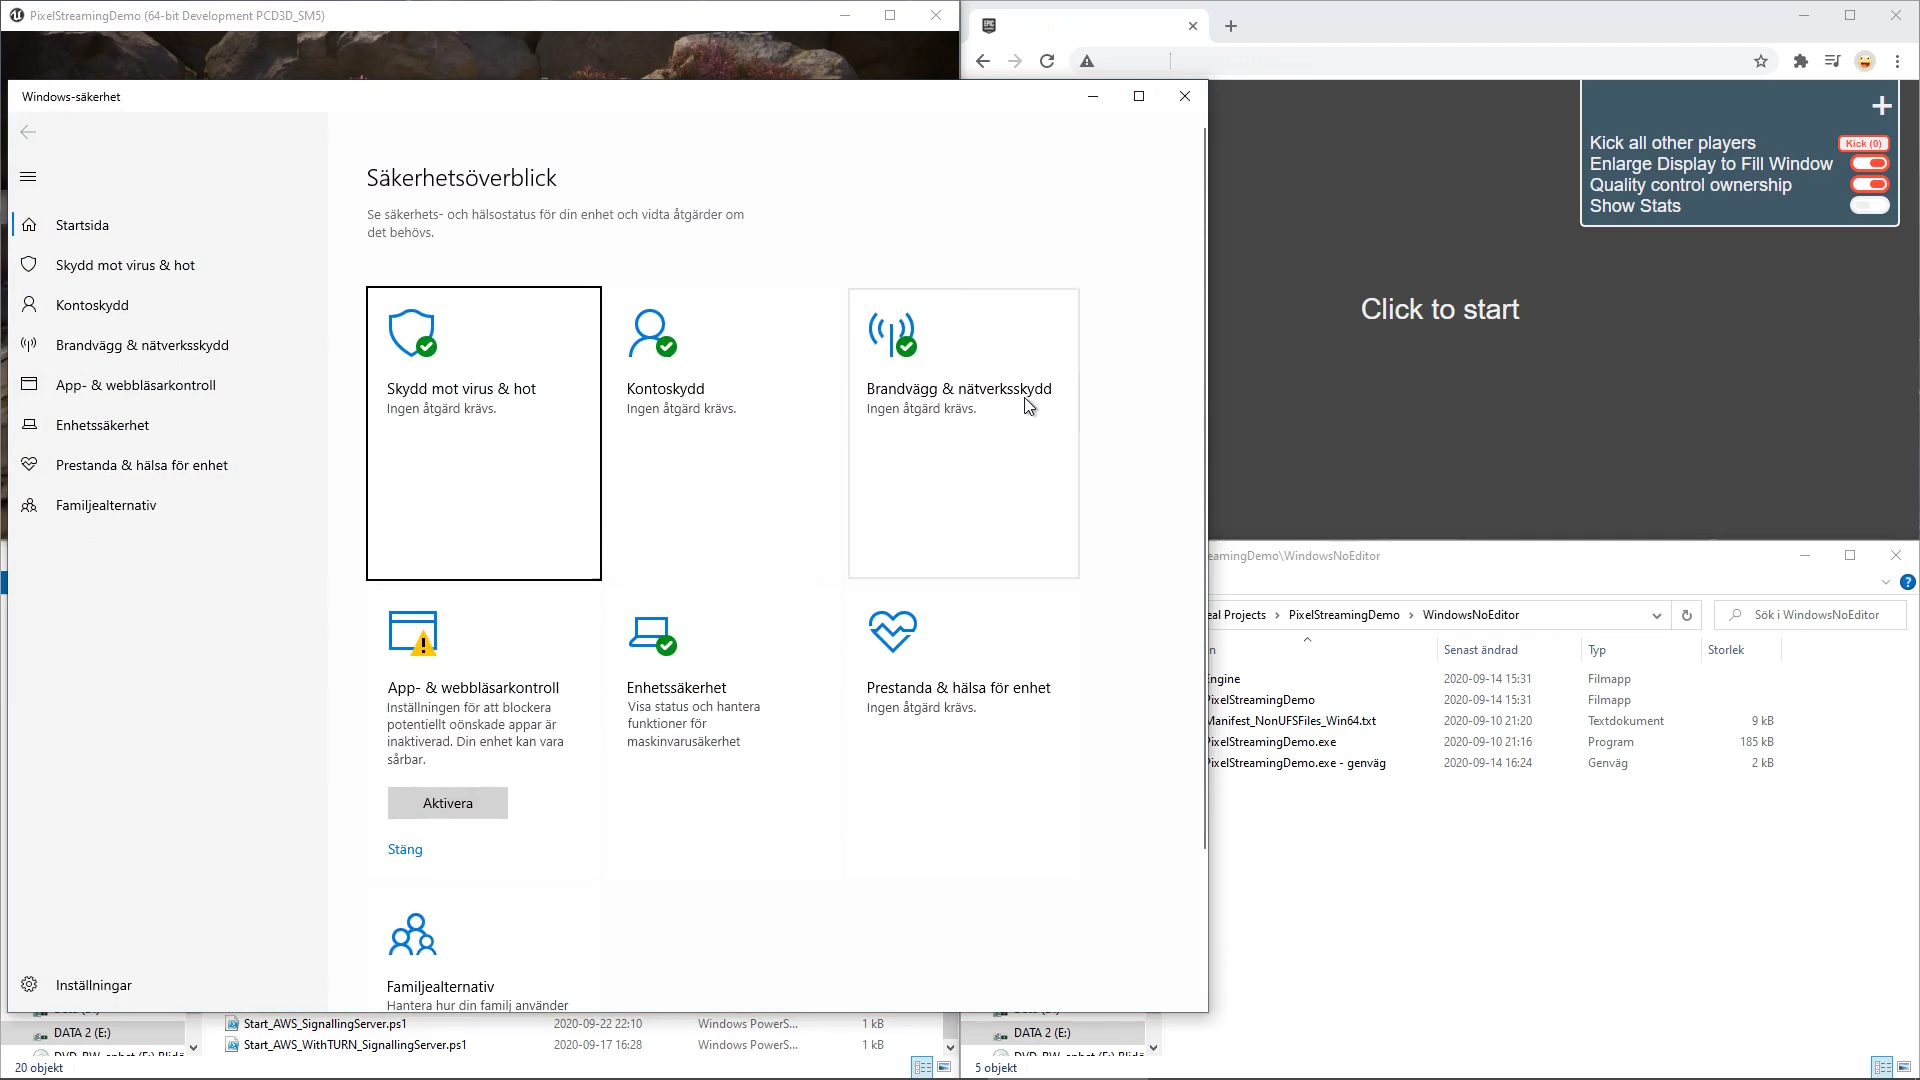 PixelStreamingDemo (64-bit Development PCD3D_SM5)
Windows-säkerhet
Startsida
Skydd mot virus & hot
Kontoskydd
Brandvägg & nätverksskydd
App- & webbläsarkontroll
Enhetssäkerhet
Prestanda & hälsa för enhet
Familjealternativ
Inställningar
Säkerhetsöverblick
Se säkerhets- och hälsostatus för din enhet och vidta åtgärder om
det behövs.
Skydd mot virus & hot
Ingen åtgärd krävs.
Kontoskydd
Ingen åtgärd krävs.
Brandvägg & nätverksskydd
Ingen åtgärd krävs.
App- & webbläsarkontroll
Inställningen för att blockera
potentiellt oönskade appar är
inaktiverad. Din enhet kan vara
sårbar.
Aktivera
Stäng
Enhetssäkerhet
Visa status och hantera
funktioner för
maskinvarusäkerhet
Prestanda & hälsa för enhet
Ingen åtgärd krävs.
Familjealternativ
Hantera hur din familj använder
Kick all other players Kick (0)
Enlarge Display to Fill Window
Quality control ownership
Show Stats
Click to start
eamingDemo\WindowsNoEditor
eal Projects > PixelStreamingDemo > WindowsNoEditor
Sök i WindowsNoEditor
n Senast ändrad Typ Storlek
Engine 2020-09-14 15:31 Filmapp
PixelStreamingDemo 2020-09-14 15:31 Filmapp
Manifest_NonUFSFiles_Win64.txt 2020-09-10 21:20 Textdokument 9 kB
PixelStreamingDemo.exe 2020-09-10 21:16 Program 185 kB
PixelStreamingDemo.exe - genväg 2020-09-14 16:24 Genväg 2 kB
DATA 2 (E:)
Start_AWS_SignallingServer.ps1 2020-09-22 22:10 Windows PowerS... 1 kB
Start_AWS_WithTURN_SignallingServer.ps1 2020-09-17 16:28 Windows PowerS... 1 kB
20 objekt
DATA 2 (E:)
5 objekt